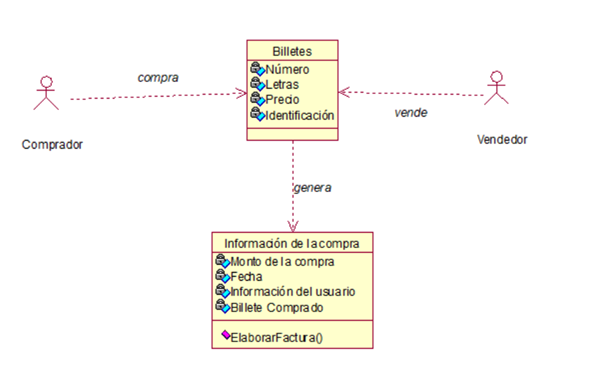 Billetes
Número
Letras
Precio
Identificación
compra
vende
Comprador
Vendedor
genera
Información de la compra
Monto de la compra
Fecha
Información del usuario
Billete Comprado
ElaborarFactura()